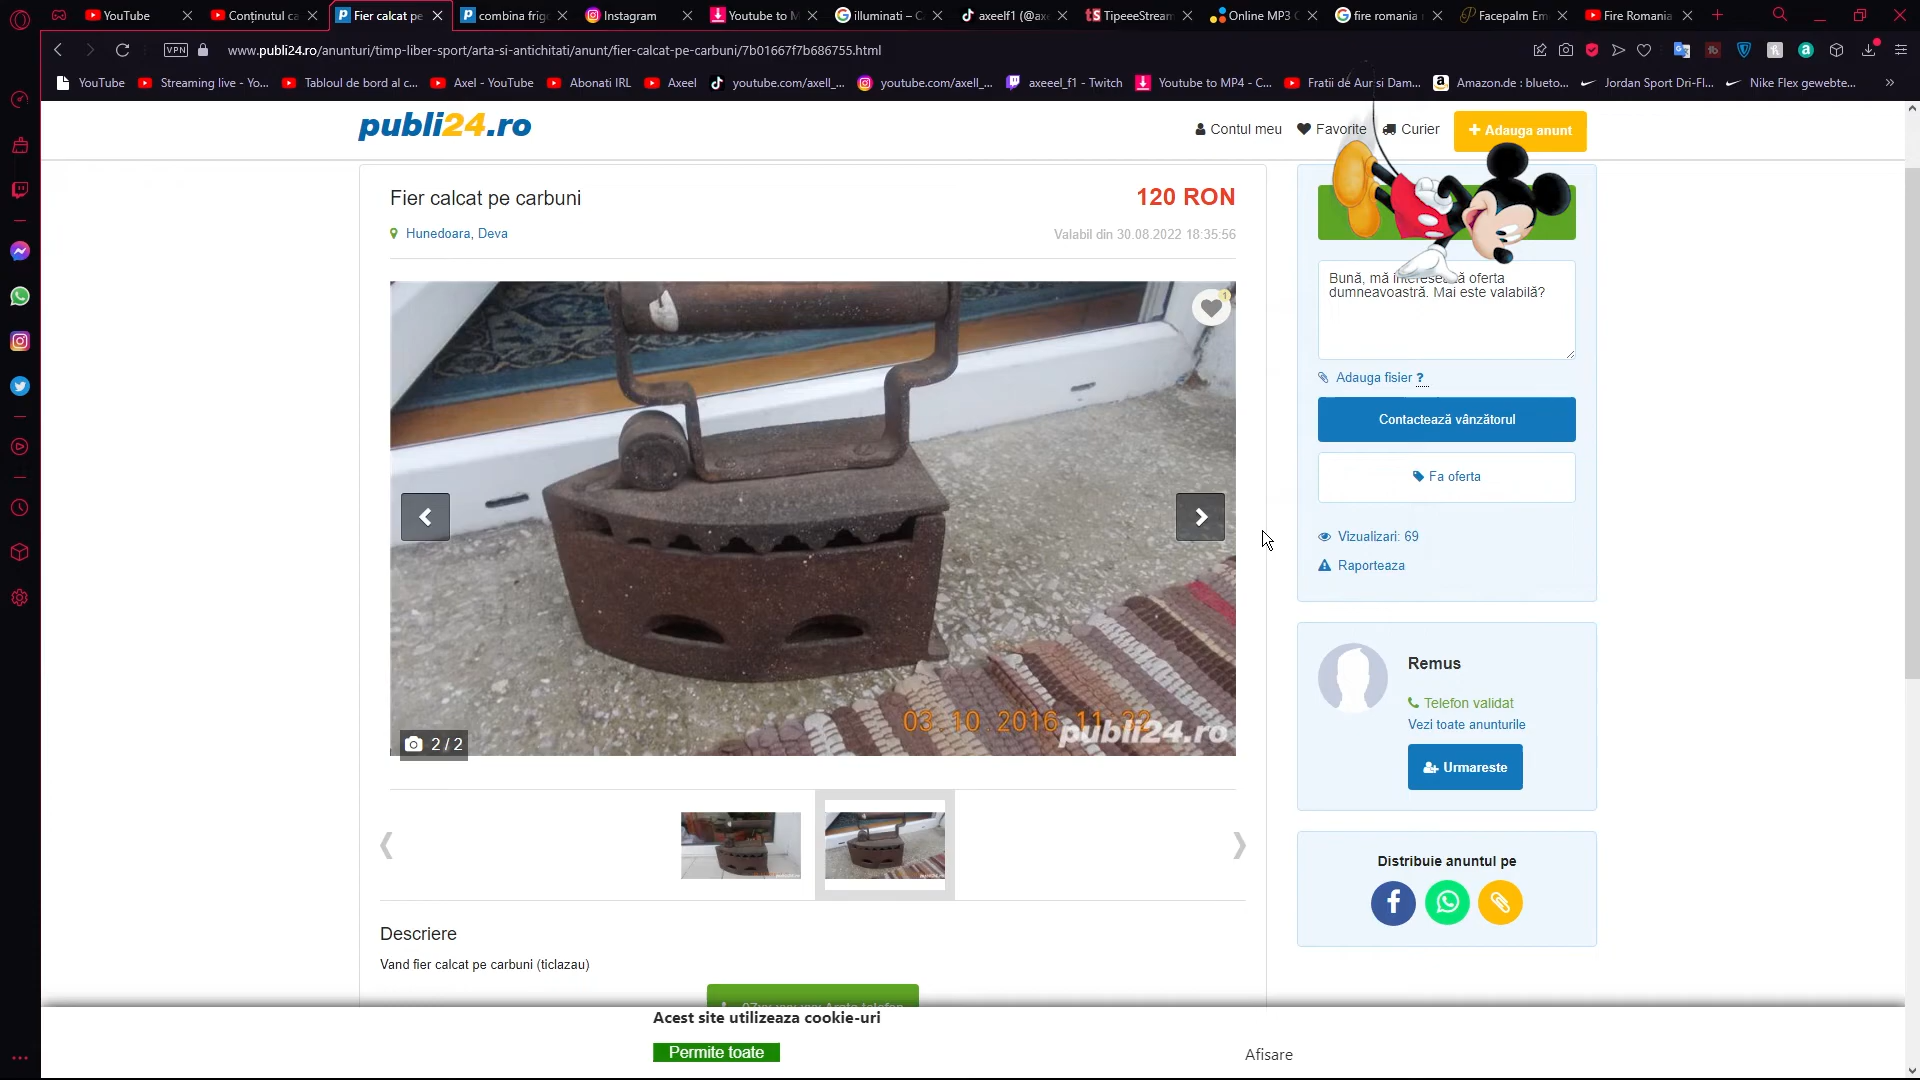 YouTube
Conținutul ca
Fier calcat pe
combina frig
Instagram
Youtube to M
illuminati – C
axeelf1 (@ax
TipeeeStream
Online MP3 C
fire romania
Facepalm Em
Fire Romania
VPN
www.publi24.ro/anunturi/timp-liber-sport/arta-si-antichitati/anunt/fier-calcat-pe-carbuni/7b01667f7b686755.html
YouTube
Streaming live - Yo...
Tabloul de bord al c...
Axel - YouTube
Abonati IRL
Axeel
youtube.com/axell_...
youtube.com/axell_...
axeeel_f1 - Twitch
Youtube to MP4 - C...
Fratii de Aur si Dam...
Amazon.de : blueto...
Jordan Sport Dri-Fl...
Nike Flex gewebte...
publi24.ro
Contul meu
Favorite
Curier
+ Adauga anunt
Fier calcat pe carbuni
120 RON
Hunedoara, Deva
Valabil din 30.08.2022 18:35:56
1
03.10.2016 11:32
publi24.ro
2 / 2
Bună, mă interesează oferta
dumneavoastră. Mai este valabilă?
Adauga fisier ?
Contactează vânzătorul
Fa oferta
Vizualizari: 69
Raporteaza
Remus
Telefon validat
Vezi toate anunturile
Urmareste
Distribuie anuntul pe
Descriere
Vand fier calcat pe carbuni (ticlazau)
Acest site utilizeaza cookie-uri
Permite toate
Afisare